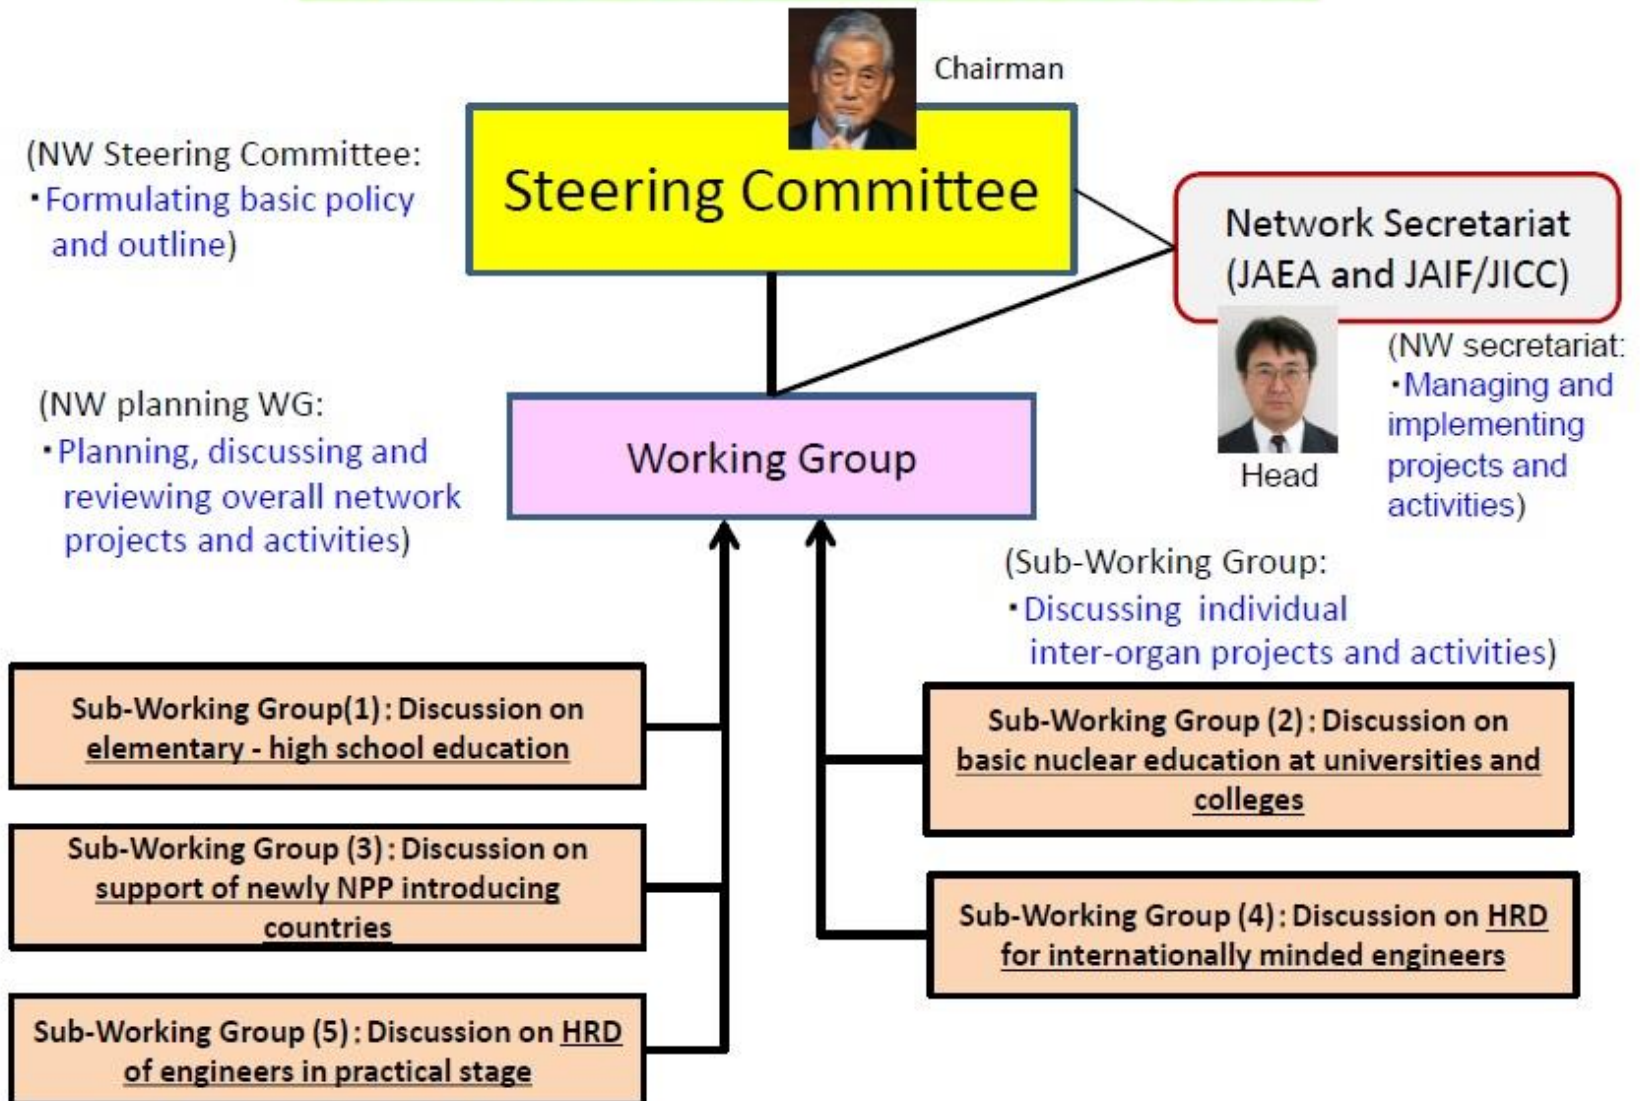 Chairman
(NW Steering Committee:
・Formulating basic policy
and outline)
Steering Committee
Network Secretariat
(JAEA and JAIF/JICC)
Head
(NW secretariat:
・Managing and
implementing
projects and
activities)
(NW planning WG:
・Planning, discussing and
reviewing overall network
projects and activities)
Working Group
(Sub-Working Group:
・Discussing individual
inter-organ projects and activities)
Sub-Working Group(1): Discussion on
elementary - high school education
Sub-Working Group (2): Discussion on
basic nuclear education at universities and
colleges
Sub-Working Group (3): Discussion on
support of newly NPP introducing
countries
Sub-Working Group (4): Discussion on HRD
for internationally minded engineers
Sub-Working Group (5): Discussion on HRD
of engineers in practical stage